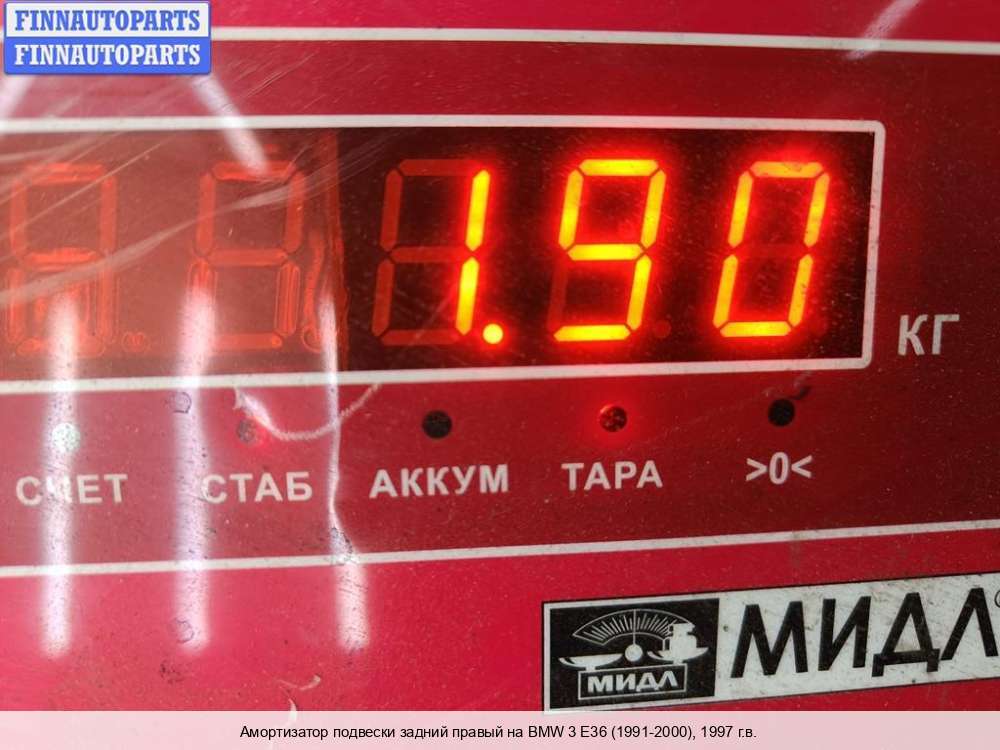 FINNAUTOPARTS
FINNAUTOPARTS
1.90
КГ
СЧЕТ СТАБ АККУМ ТАРА >0<
МИДЛ МИДЛ
Амортизатор подвески задний правый на BMW 3 E36 (1991-2000), 1997 г.в.